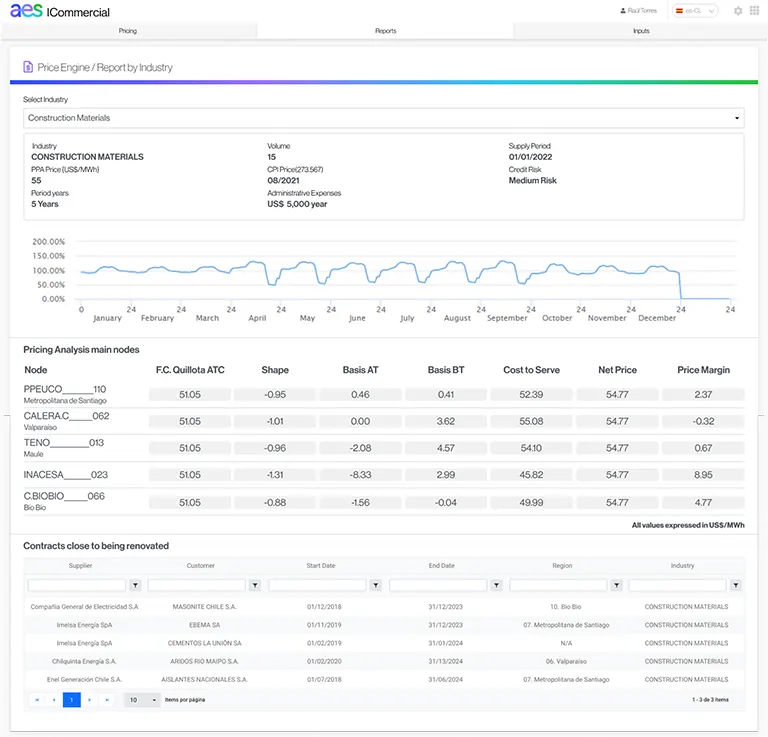 aes ICommercial
Raúl Torres
es-CL
Pricing Reports Inputs
Price Engine / Report by Industry
Select Industry
Construction Materials
Industry Volume Supply Period
CONSTRUCTION MATERIALS 15 01/01/2022
PPA Price (US$/MWh) CPI Price(273.567) Credit Risk
55 08/2021 Medium Risk
Period years Administrative Expenses
5 Years US$ 5,000 year
200.00%
150.00%
100.00%
50.00%
0.00%
0 24 24 24 24 24 24 24 24 24 24 24 24 24
January February March April May June July August September October November December
Pricing Analysis main nodes
Node F.C. Quillota ATC Shape Basis AT Basis BT Cost to Serve Net Price Price Margin
PPEUCO______110 51.05 -0.95 0.46 0.41 52.39 54.77 2.37
Metropolitana de Santiago
CALERA.C_____062 51.05 -1.01 0.00 3.62 55.08 54.77 -0.32
Valparaíso
TENO_________013 51.05 -0.96 -2.08 4.57 54.10 54.77 0.67
Maule
INACESA______023 51.05 -1.31 -8.33 2.99 45.82 54.77 8.95
C.BIOBIO_____066 51.05 -0.88 -1.56 -0.04 49.99 54.77 4.77
Bio Bio
All values expressed in US$/MWh
Contracts close to being renovated
Supplier Customer Start Date End Date Region Industry
Compañia General de Electricidad S.A MASONITE CHILE S.A. 01/12/2018 31/12/2023 10. Bio Bio CONSTRUCTION MATERIALS
Imelsa Energía SpA EBEMA SA 01/11/2019 31/12/2023 07. Metropolitana de Santiago CONSTRUCTION MATERIALS
Imelsa Energía SpA CEMENTOS LA UNIÓN SA 01/02/2019 31/01/2024 N/A CONSTRUCTION MATERIALS
Chilquinta Energía S.A. ARIDOS RIO MAIPO S.A. 01/02/2020 31/13/2024 06. Valparaíso CONSTRUCTION MATERIALS
Enel Generación Chile S.A. AISLANTES NACIONALES S.A. 01/07/2018 31/06/2024 07. Metropolitana de Santiago CONSTRUCTION MATERIALS
1 10 Items por página 1 - 3 de 3 items